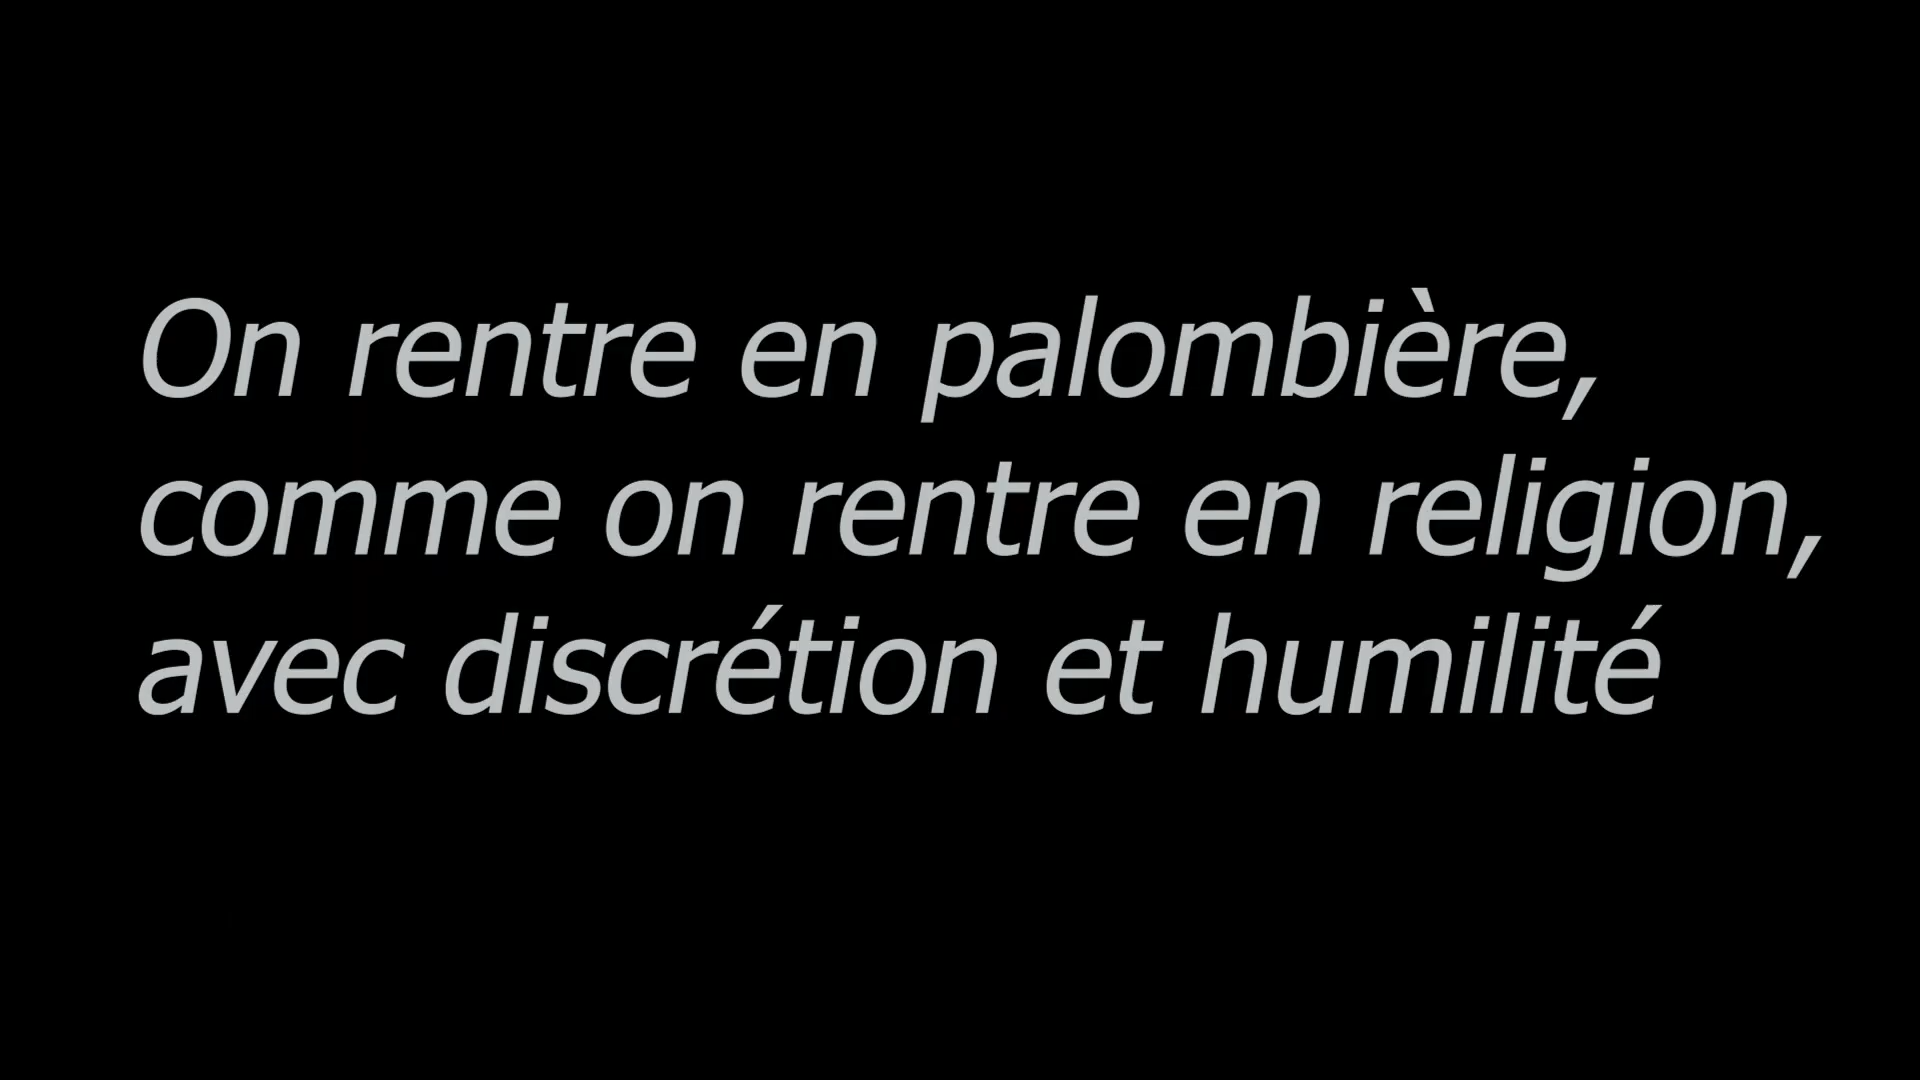 On rentre en palombière,
comme on rentre en religion,
avec discrétion et humilité